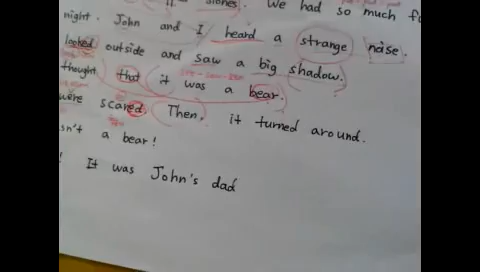 stones. We had so much
night. John and I heard a strange noise.
looked outside and saw a big shadow.
thought that it was a bear.
were scared. Then, it turned around.
a bear!
! It was John's dad